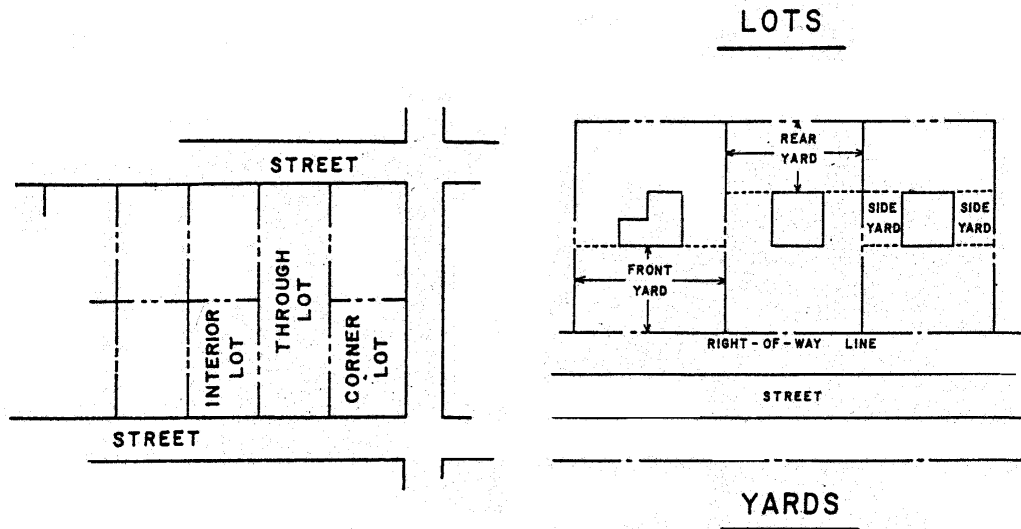 LOTS
STREET
INTERIOR
LOT
THROUGH
LOT
CORNER
LOT
STREET
REAR
YARD
SIDE
YARD
SIDE
YARD
FRONT
YARD
RIGHT-OF-WAY LINE
STREET
YARDS